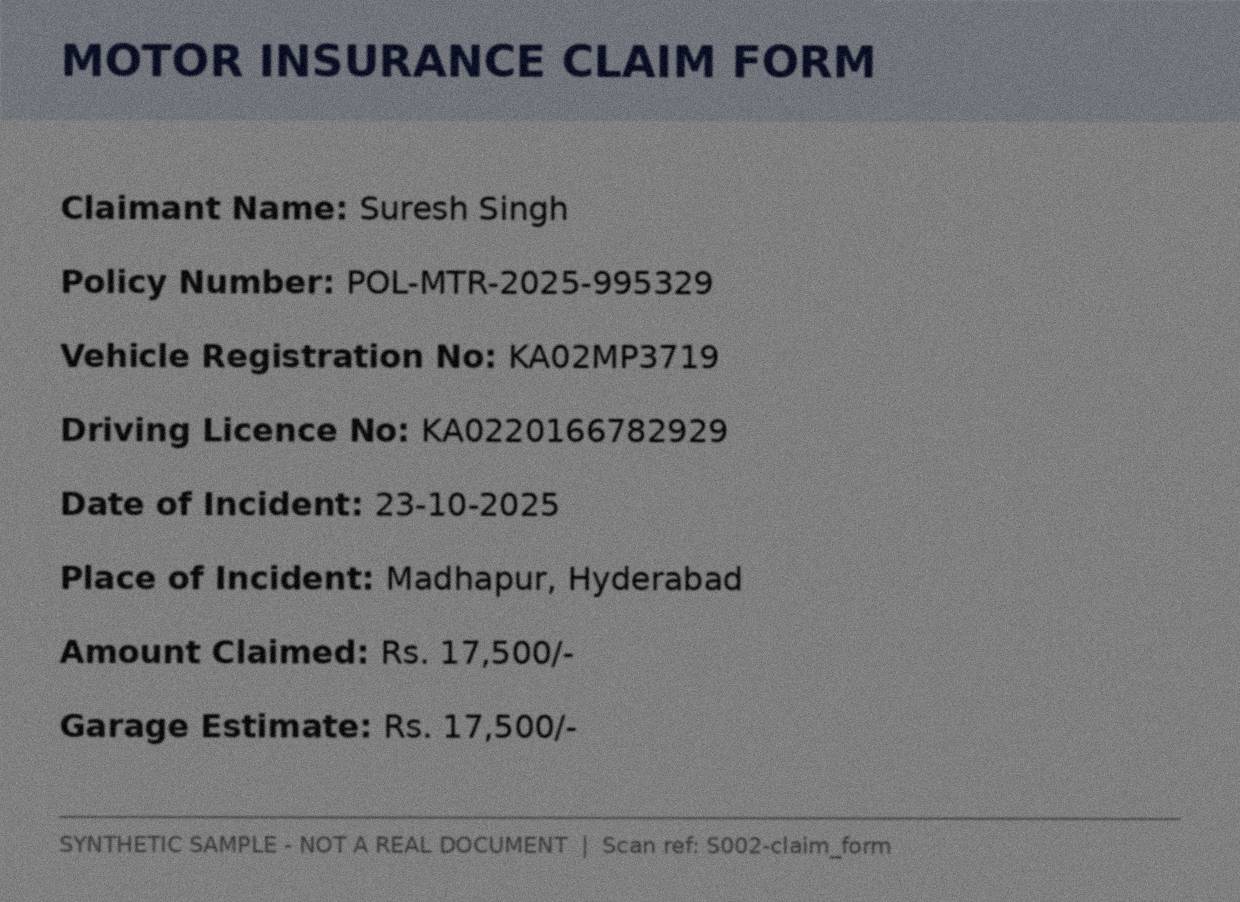 MOTOR INSURANCE CLAIM FORM
Claimant Name: Suresh Singh
Policy Number: POL-MTR-2025-995329
Vehicle Registration No: KA02MP3719
Driving Licence No: KA0220166782929
Date of Incident: 23-10-2025
Place of Incident: Madhapur, Hyderabad
Amount Claimed: Rs. 17,500/-
Garage Estimate: Rs. 17,500/-
SYNTHETIC SAMPLE - NOT A REAL DOCUMENT | Scan ref: S002-claim_form